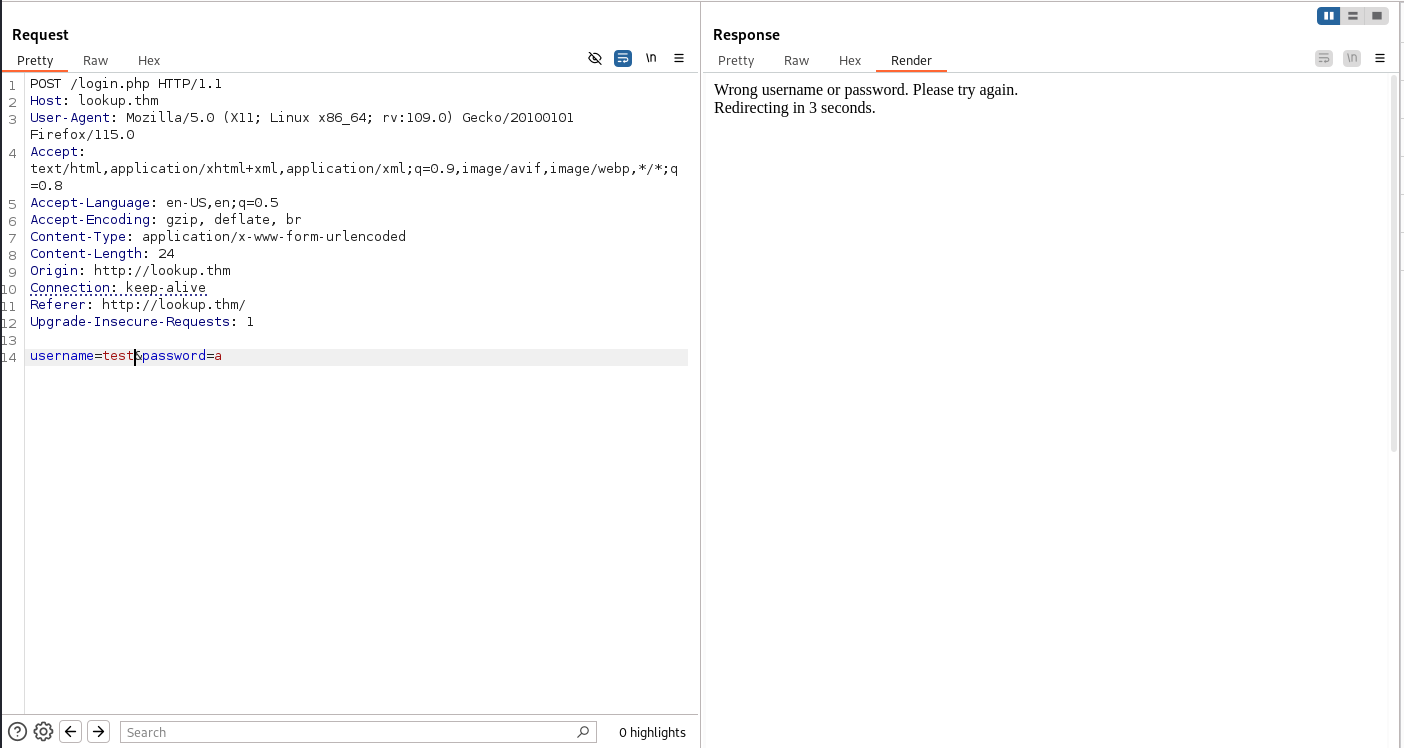 Request
Pretty Raw Hex \n
1 POST /login.php HTTP/1.1
2 Host: lookup.thm
3 User-Agent: Mozilla/5.0 (X11; Linux x86_64; rv:109.0) Gecko/20100101
Firefox/115.0
4 Accept:
text/html,application/xhtml+xml,application/xml;q=0.9,image/avif,image/webp,*/*;q
=0.8
5 Accept-Language: en-US,en;q=0.5
6 Accept-Encoding: gzip, deflate, br
7 Content-Type: application/x-www-form-urlencoded
8 Content-Length: 24
9 Origin: http://lookup.thm
10 Connection: keep-alive
11 Referer: http://lookup.thm/
12 Upgrade-Insecure-Requests: 1
13
14 username=test&password=a
Search 0 highlights
Response
Pretty Raw Hex Render \n
Wrong username or password. Please try again.
Redirecting in 3 seconds.